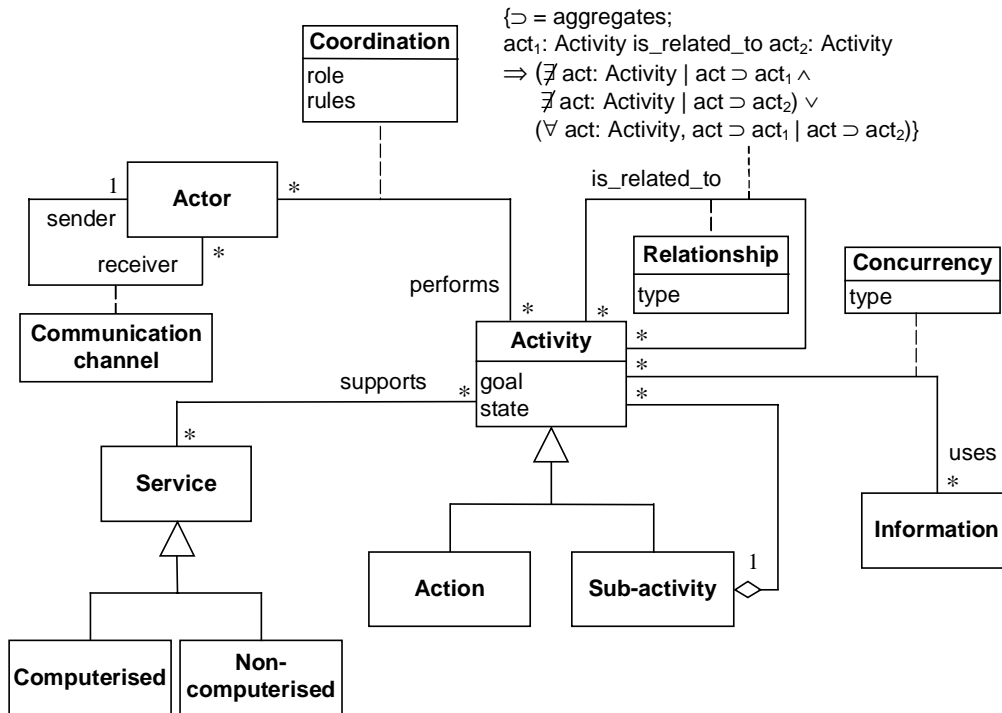 {⊃ = aggregates;
act₁: Activity is_related_to act₂: Activity
⇒ (∄ act: Activity | act ⊃ act₁ ∧
∄ act: Activity | act ⊃ act₂) ∨
(∀ act: Activity, act ⊃ act₁ | act ⊃ act₂)}
Coordination
role
rules
1
Actor
*
sender
receiver
*
Communication
channel
is_related_to
Relationship
type
Concurrency
type
performs
*
*
Activity
goal
state
*
*
*
supports
*
*
Service
uses
*
Information
Action
Sub-activity
1
Computerised
Non-
computerised